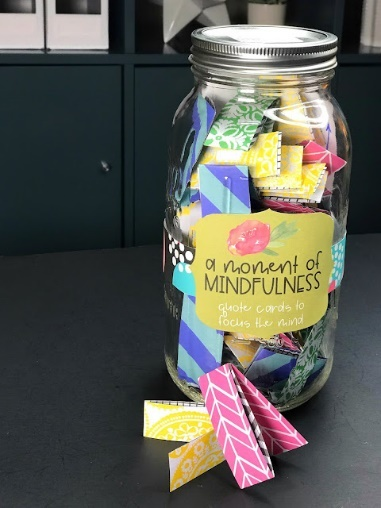 a moment of
MINDFULNESS
quote cards to
focus the mind